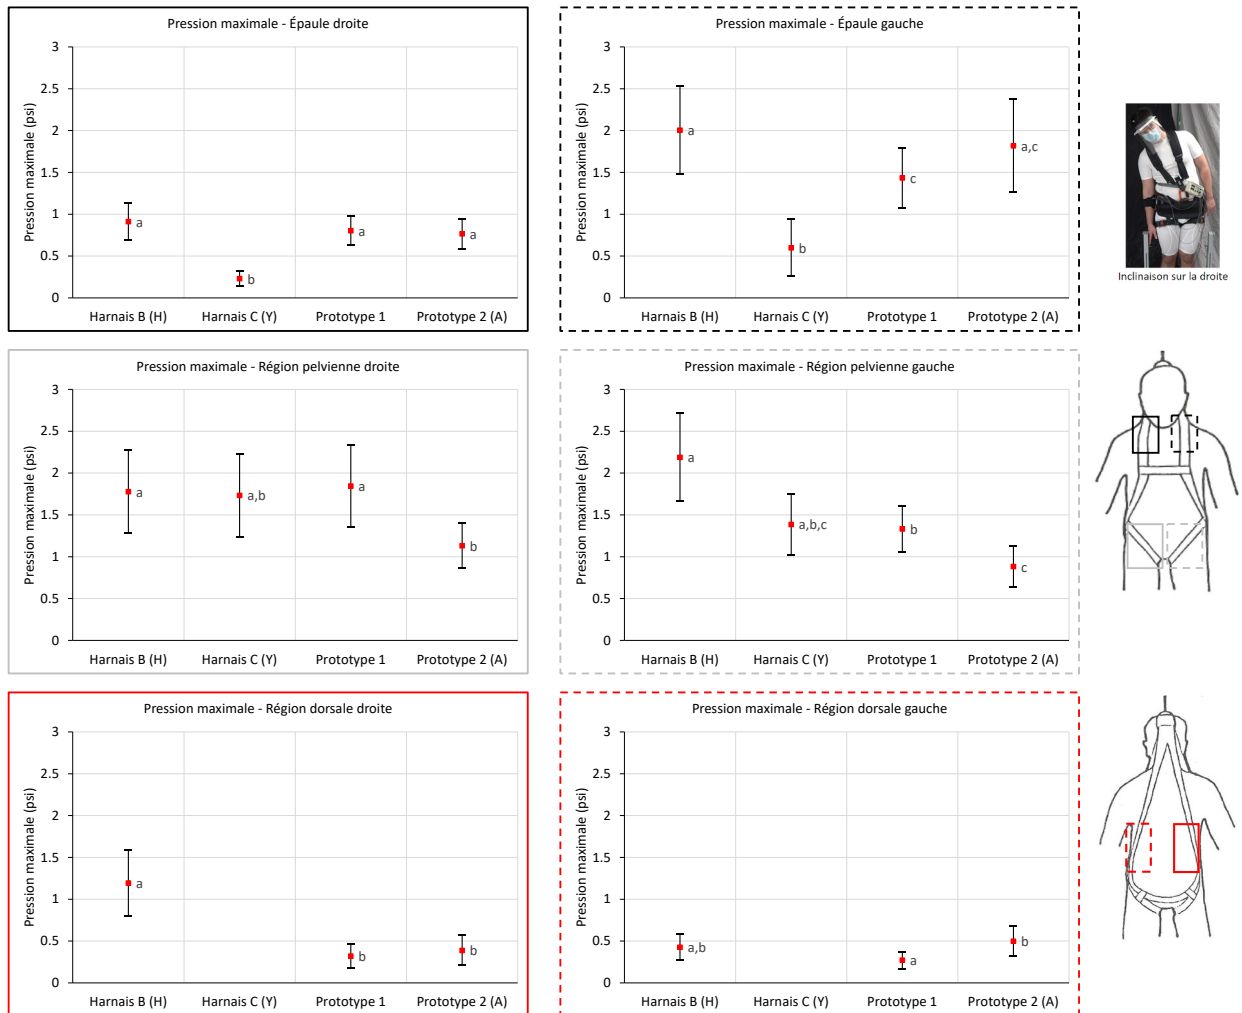 Pression maximale - Épaule droite
Pression maximale (psi)
3
2.5
2
1.5
1
0.5
0
a
b
a
a
Harnais B (H) Harnais C (Y) Prototype 1 Prototype 2 (A)
Pression maximale - Épaule gauche
Pression maximale (psi)
3
2.5
2
1.5
1
0.5
0
a
b
c
a,c
Harnais B (H) Harnais C (Y) Prototype 1 Prototype 2 (A)
Inclinaison sur la droite
Pression maximale - Région pelvienne droite
Pression maximale (psi)
3
2.5
2
1.5
1
0.5
0
a
a,b
a
b
Harnais B (H) Harnais C (Y) Prototype 1 Prototype 2 (A)
Pression maximale - Région pelvienne gauche
Pression maximale (psi)
3
2.5
2
1.5
1
0.5
0
a
a,b,c
b
c
Harnais B (H) Harnais C (Y) Prototype 1 Prototype 2 (A)
Pression maximale - Région dorsale droite
Pression maximale (psi)
3
2.5
2
1.5
1
0.5
0
a
b
b
Harnais B (H) Harnais C (Y) Prototype 1 Prototype 2 (A)
Pression maximale - Région dorsale gauche
Pression maximale (psi)
3
2.5
2
1.5
1
0.5
0
a,b
a
b
Harnais B (H) Harnais C (Y) Prototype 1 Prototype 2 (A)